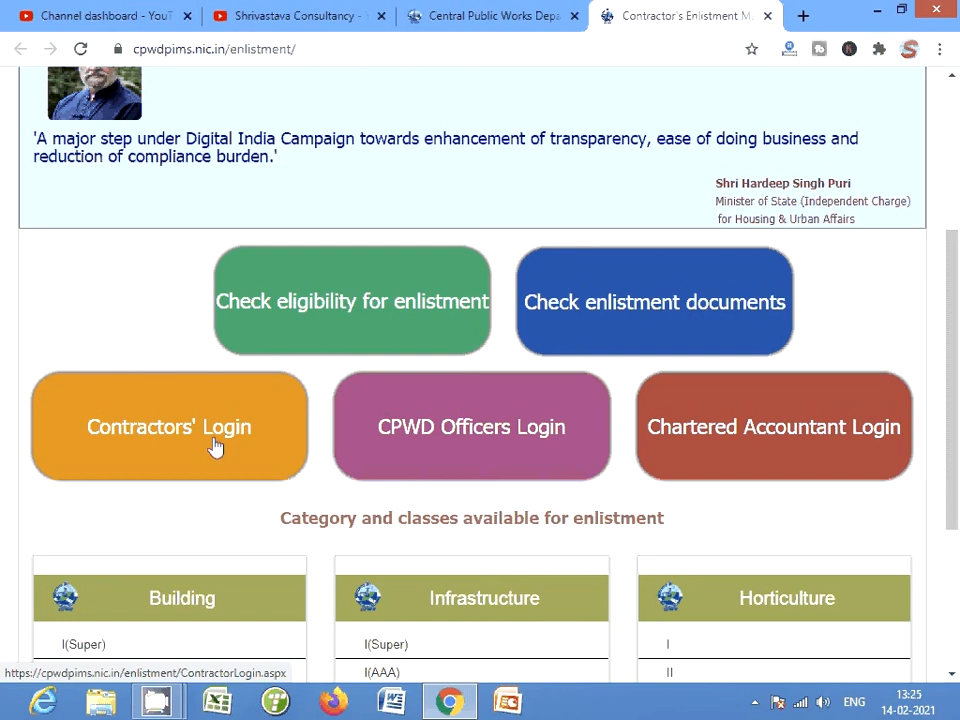 Channel dashboard - YouT
Shrivastava Consultancy -
Central Public Works Depa
Contractor's Enlistment M
cpwdpims.nic.in/enlistment/
'A major step under Digital India Campaign towards enhancement of transparency, ease of doing business and
reduction of compliance burden.'
Shri Hardeep Singh Puri
Minister of State (Independent Charge)
for Housing & Urban Affairs
Check eligibility for enlistment
Check enlistment documents
Contractors' Login
CPWD Officers Login
Chartered Accountant Login
Category and classes available for enlistment
Building
Infrastructure
Horticulture
I(Super)
I(Super)
I
I(AAA)
II
https://cpwdpims.nic.in/enlistment/ContractorLogin.aspx
ENG
13:25
14-02-2021